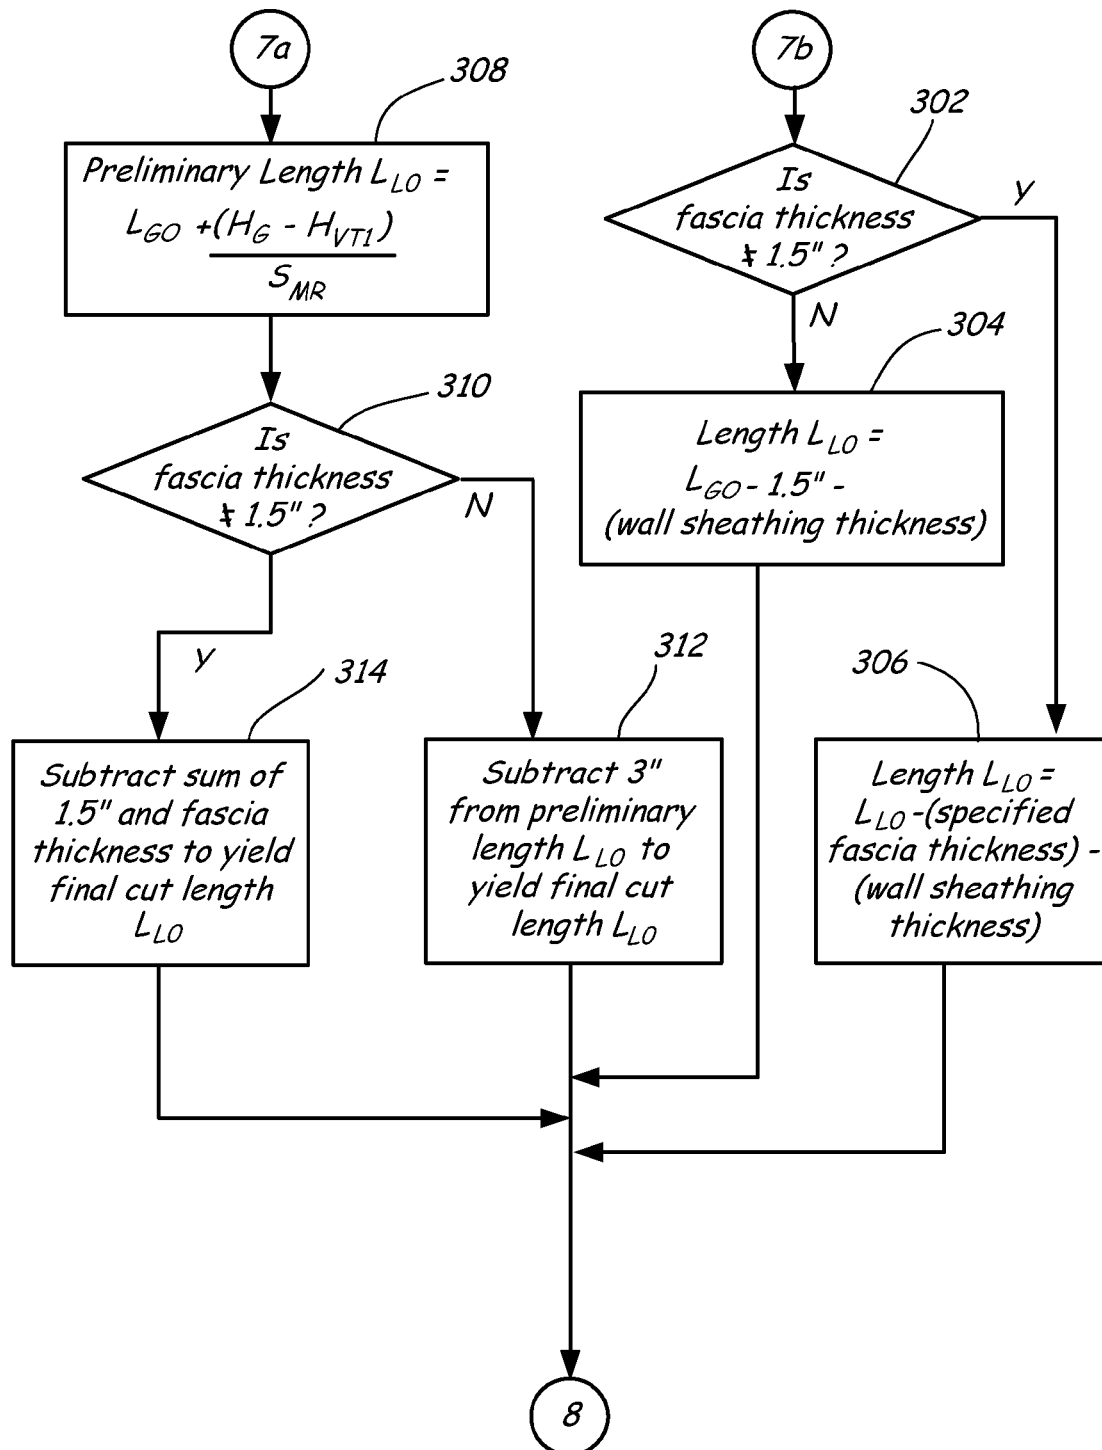 7a
308
Preliminary Length L_LO =
L_GO +(H_G - H_VT1)
S_MR
310
Is
fascia thickness
≠ 1.5" ?
N
Y
314
Subtract sum of
1.5" and fascia
thickness to yield
final cut length
L_LO
312
Subtract 3"
from preliminary
length L_LO to
yield final cut
length L_LO
7b
302
Is
fascia thickness
≠ 1.5" ?
Y
N
304
Length L_LO =
L_GO - 1.5" -
(wall sheathing thickness)
306
Length L_LO =
L_LO -(specified
fascia thickness) -
(wall sheathing
thickness)
8